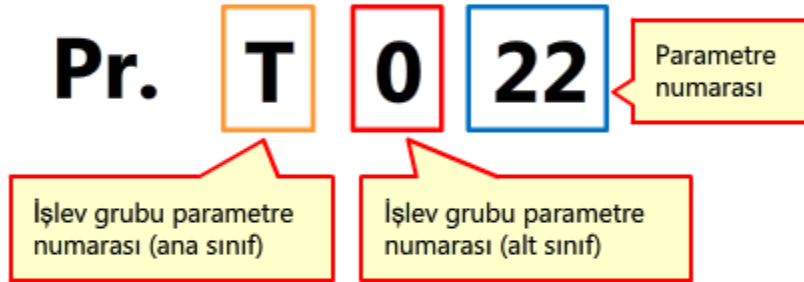 Pr. T 0 22
Parametre
numarası
İşlev grubu parametre
numarası (ana sınıf)
İşlev grubu parametre
numarası (alt sınıf)